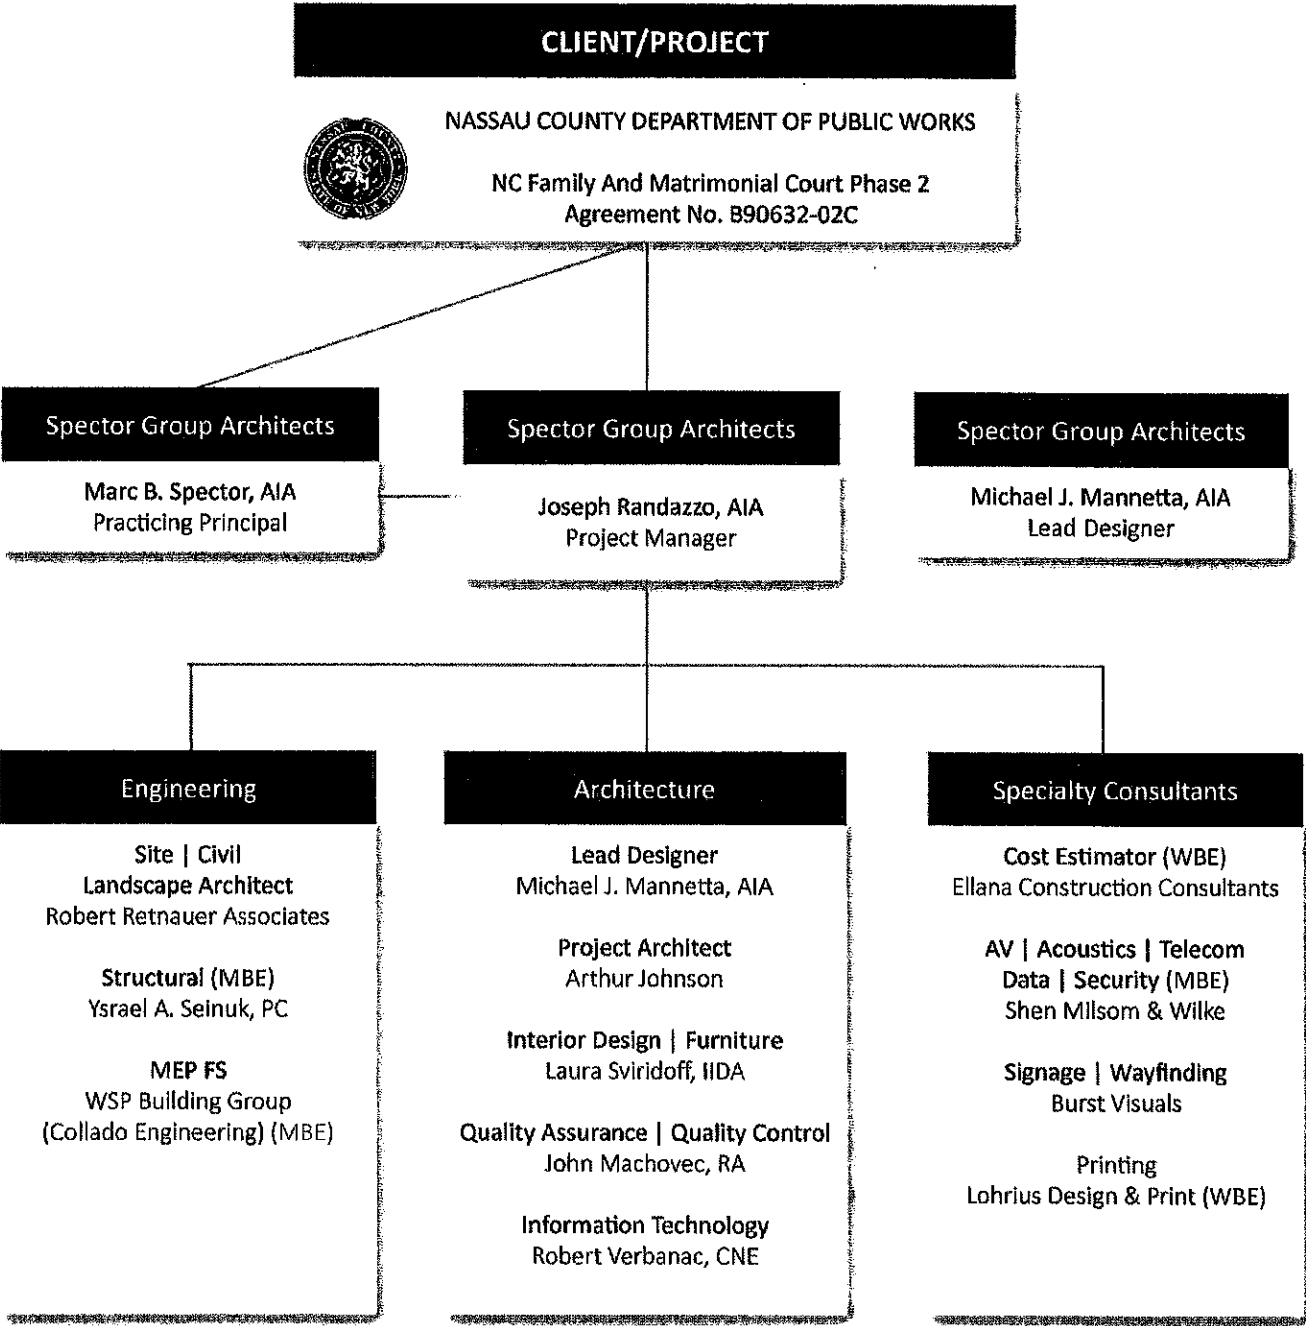 CLIENT/PROJECT
NASSAU COUNTY DEPARTMENT OF PUBLIC WORKS
NC Family And Matrimonial Court Phase 2
Agreement No. B90632-02C
Spector Group Architects
Marc B. Spector, AIA
Practicing Principal
Spector Group Architects
Joseph Randazzo, AIA
Project Manager
Spector Group Architects
Michael J. Mannetta, AIA
Lead Designer
Engineering
Site | Civil
Landscape Architect
Robert Retnauer Associates
Structural (MBE)
Ysrael A. Seinuk, PC
MEP FS
WSP Building Group
(Collado Engineering) (MBE)
Architecture
Lead Designer
Michael J. Mannetta, AIA
Project Architect
Arthur Johnson
Interior Design | Furniture
Laura Sviridoff, IIDA
Quality Assurance | Quality Control
John Machovec, RA
Information Technology
Robert Verbanac, CNE
Specialty Consultants
Cost Estimator (WBE)
Ellana Construction Consultants
AV | Acoustics | Telecom
Data | Security (MBE)
Shen Milsom & Wilke
Signage | Wayfinding
Burst Visuals
Printing
Lohrius Design & Print (WBE)